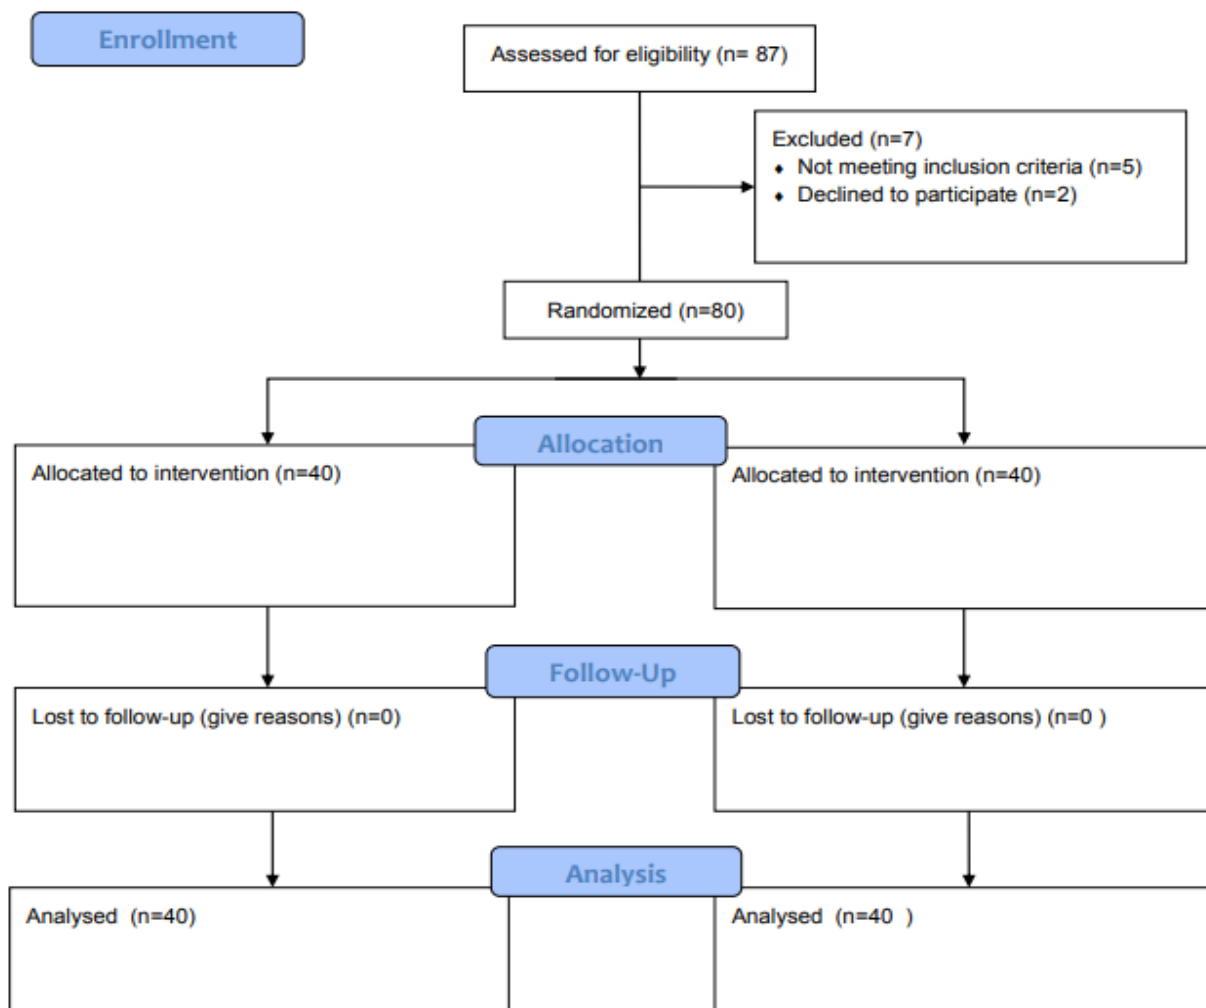 Enrollment
Assessed for eligibility (n= 87)
Excluded (n=7)
⬧ Not meeting inclusion criteria (n=5)
⬧ Declined to participate (n=2)
Randomized (n=80)
Allocation
Allocated to intervention (n=40)
Allocated to intervention (n=40)
Follow-Up
Lost to follow-up (give reasons) (n=0)
Lost to follow-up (give reasons) (n=0 )
Analysis
Analysed (n=40)
Analysed (n=40 )